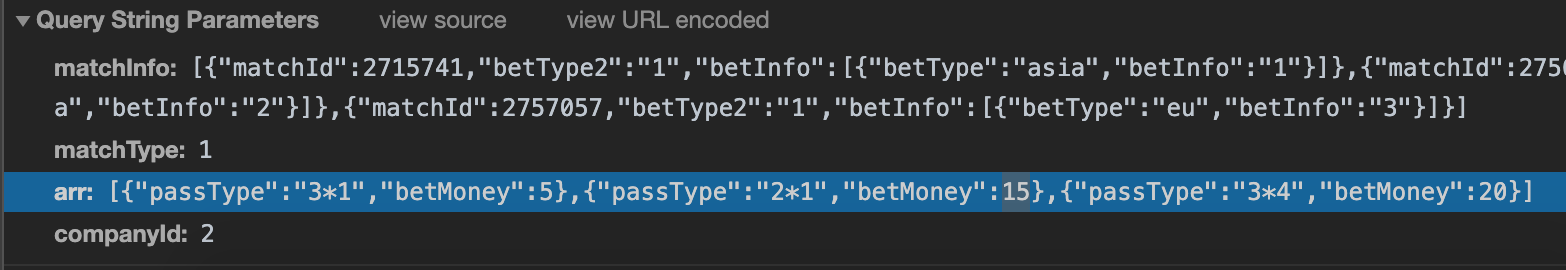 ▼Query String Parameters view source view URL encoded
matchInfo: [{"matchId":2715741,"betType2":"1","betInfo":[{"betType":"asia","betInfo":"1"}]},{"matchId":275
a","betInfo":"2"}]},{"matchId":2757057,"betType2":"1","betInfo":[{"betType":"eu","betInfo":"3"}]}]
matchType: 1
arr: [{"passType":"3*1","betMoney":5},{"passType":"2*1","betMoney":15},{"passType":"3*4","betMoney":20}]
companyId: 2